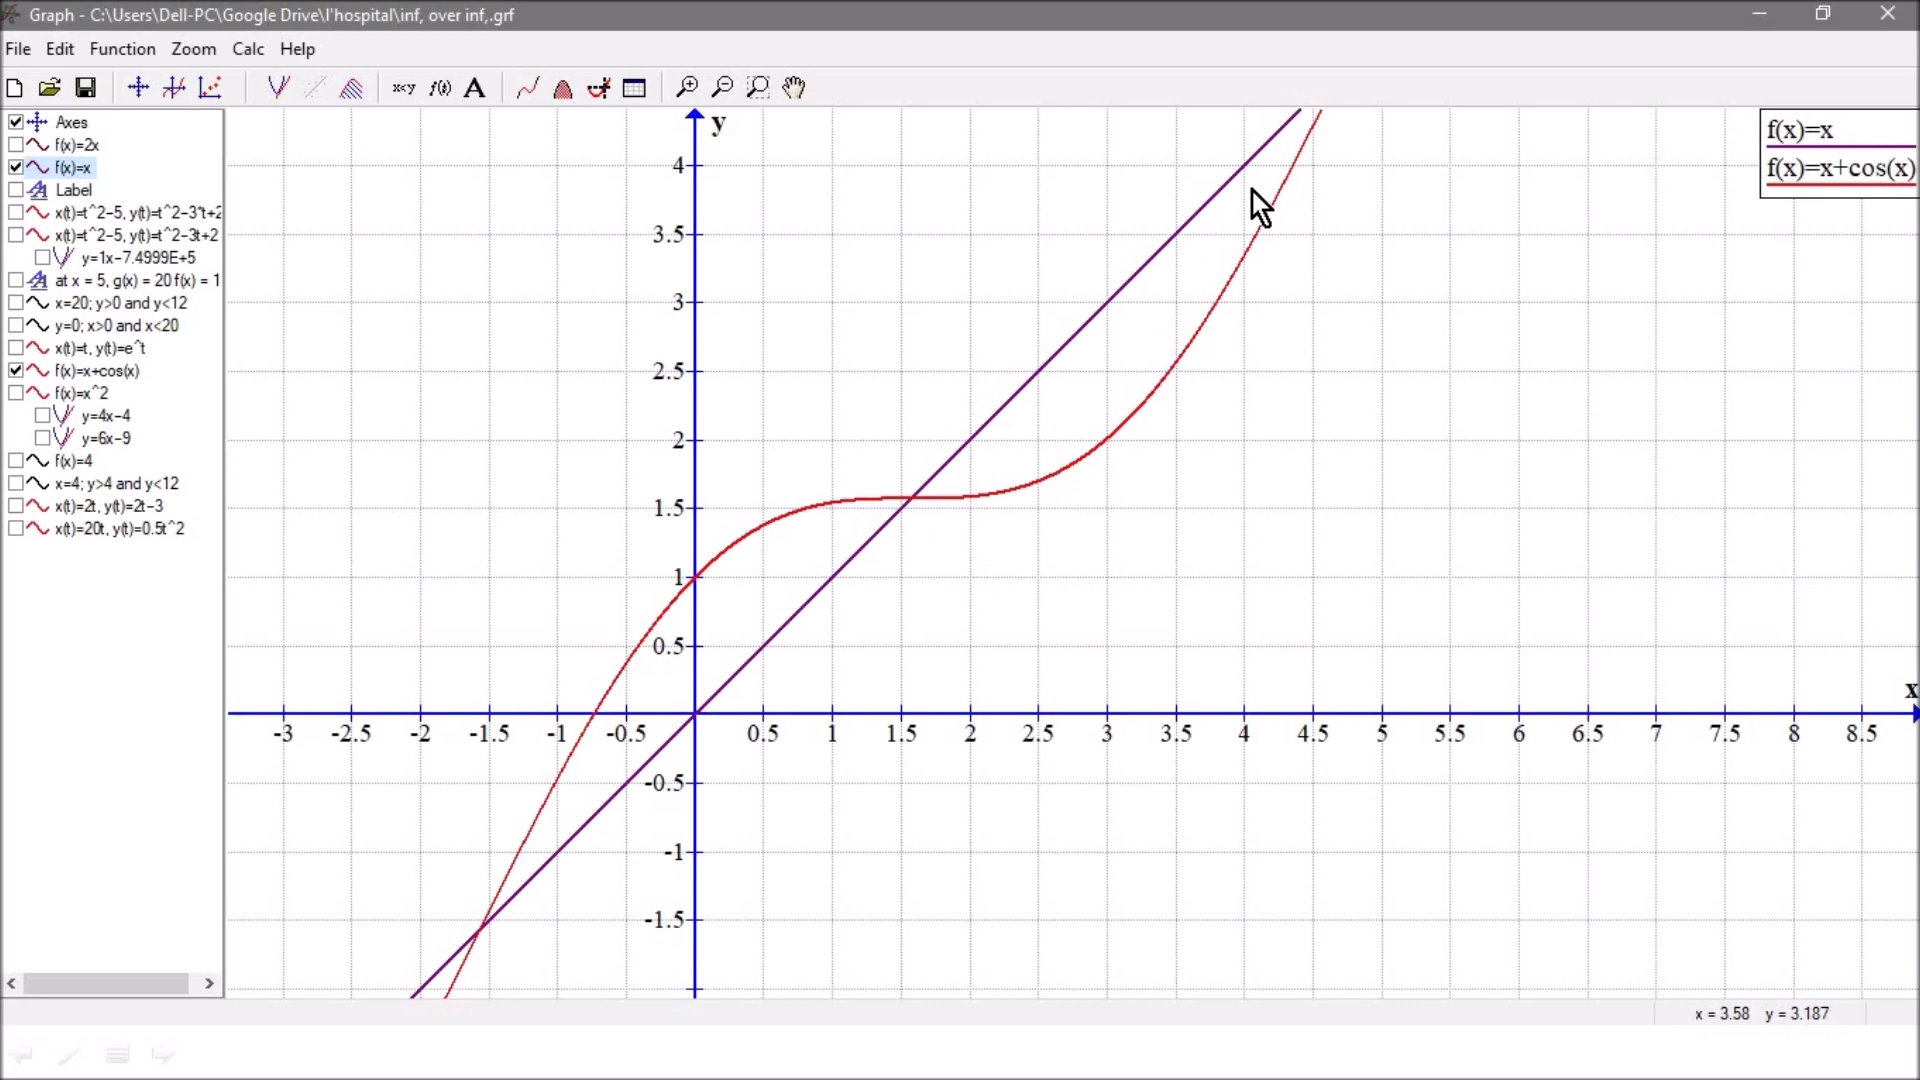 Graph - C:\Users\Dell-PC\Google Drive\l'hospital\inf, over inf,.grf
File Edit Function Zoom Calc Help
Axes
f(x)=2x
f(x)=x
Label
x(t)=t^2-5, y(t)=t^2-3*t+2
x(t)=t^2-5, y(t)=t^2-3t+2
y=1x-7.4999E+5
at x = 5, g(x) = 20 f(x) = 1
x=20; y>0 and y<12
y=0; x>0 and x<20
x(t)=t, y(t)=e^t
f(x)=x+cos(x)
f(x)=x^2
y=4x-4
y=6x-9
f(x)=4
x=4; y>4 and y<12
x(t)=2t, y(t)=2t-3
x(t)=20t, y(t)=0.5t^2
y
4
3.5
3
2.5
2
1.5
1
0.5
x
-3 -2.5 -2 -1.5 -1 -0.5 0.5 1 1.5 2 2.5 3 3.5 4 4.5 5 5.5 6 6.5 7 7.5 8 8.5
-0.5
-1
-1.5
f(x)=x
f(x)=x+cos(x)
x = 3.58 y = 3.187